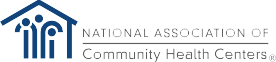 NATIONAL ASSOCIATION OF
Community Health Centers®